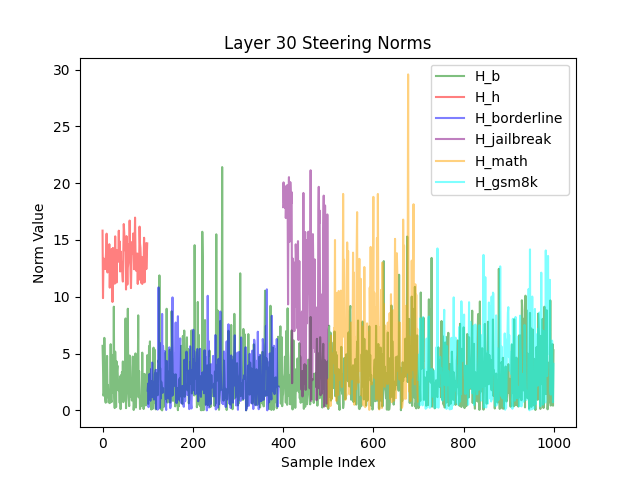 Layer 30 Steering Norms
Norm Value
30
25
20
15
10
5
0
H_b
H_h
H_borderline
H_jailbreak
H_math
H_gsm8k
0 200 400 600 800 1000
Sample Index